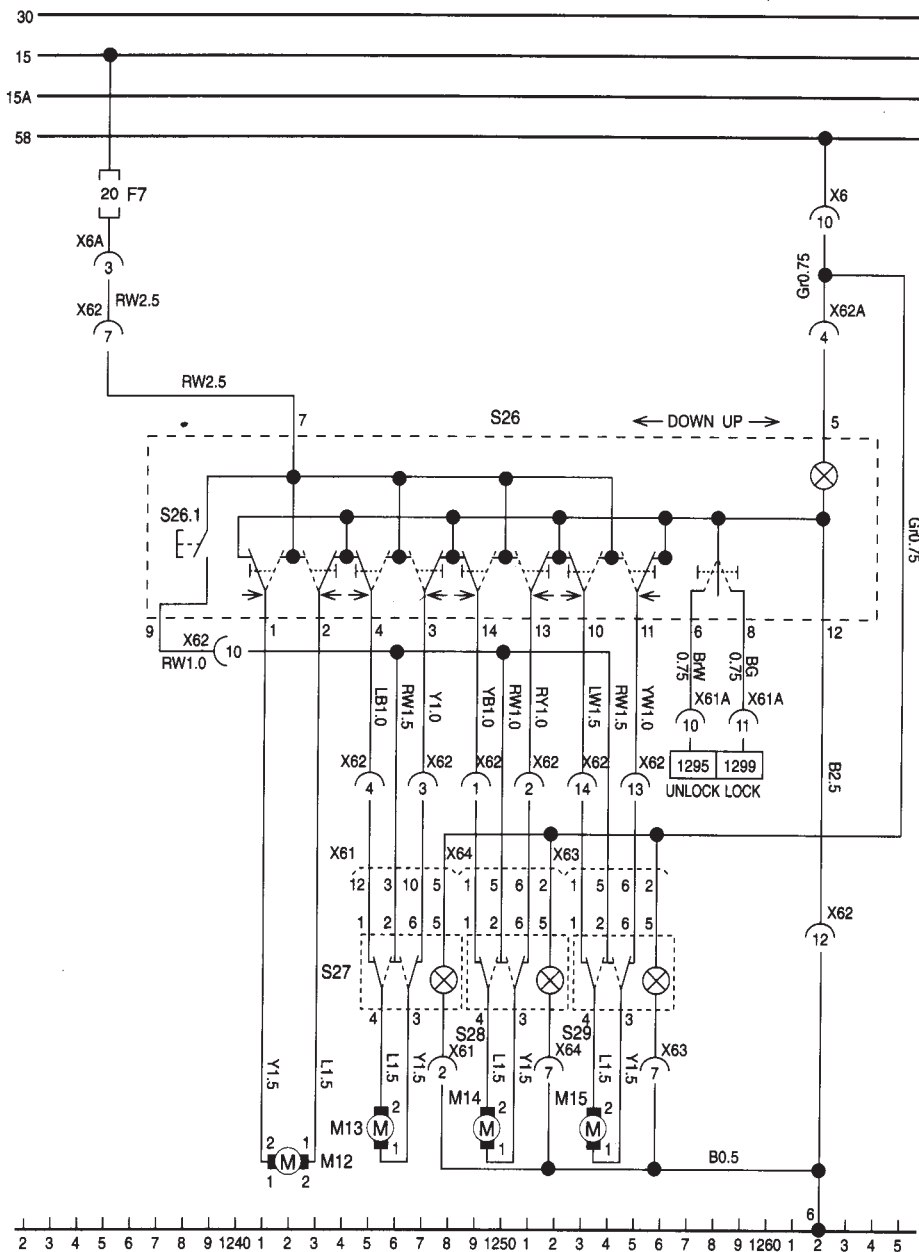 30
15
15A
58
20 F7
X6
10
X6A
3
Gr0.75
RW2.5
X62
7
X62A
4
RW2.5
7
S26
← DOWN UP →
5
S26.1
Gr0.75
9 1 2 4 3 14 13 10 11 6 8 12
X62
10
RW1.0
LB1.0 RW1.5 Y1.0 YB1.0 RW1.0 RY1.0 LW1.5 RW1.5 YW1.0
BrW 0.75
BG 0.75
X61A X61A
10 11
1295 1299
UNLOCK LOCK
B2.5
X62 X62 X62 X62 X62 X62
4 3 1 2 14 13
X61 X64 X63
12 3 10 5 1 5 6 2 1 5 6 2
1 2 6 5 1 2 6 5 1 2 6 5
X62
12
S27
4 3 4 3 4 3
S28 S29
X61 X64 X63
2 7 7
Y1.5 L1.5 L1.5 Y1.5 L1.5 Y1.5 L1.5 Y1.5
M13 M 2 1
M14 M 2 1
M15 M 2 1
2 1
M M12
1 2
B0.5
6
2 3 4 5 6 7 8 9 1240 1 2 3 4 5 6 7 8 9 1250 1 2 3 4 5 6 7 8 9 1260 1 2 3 4 5